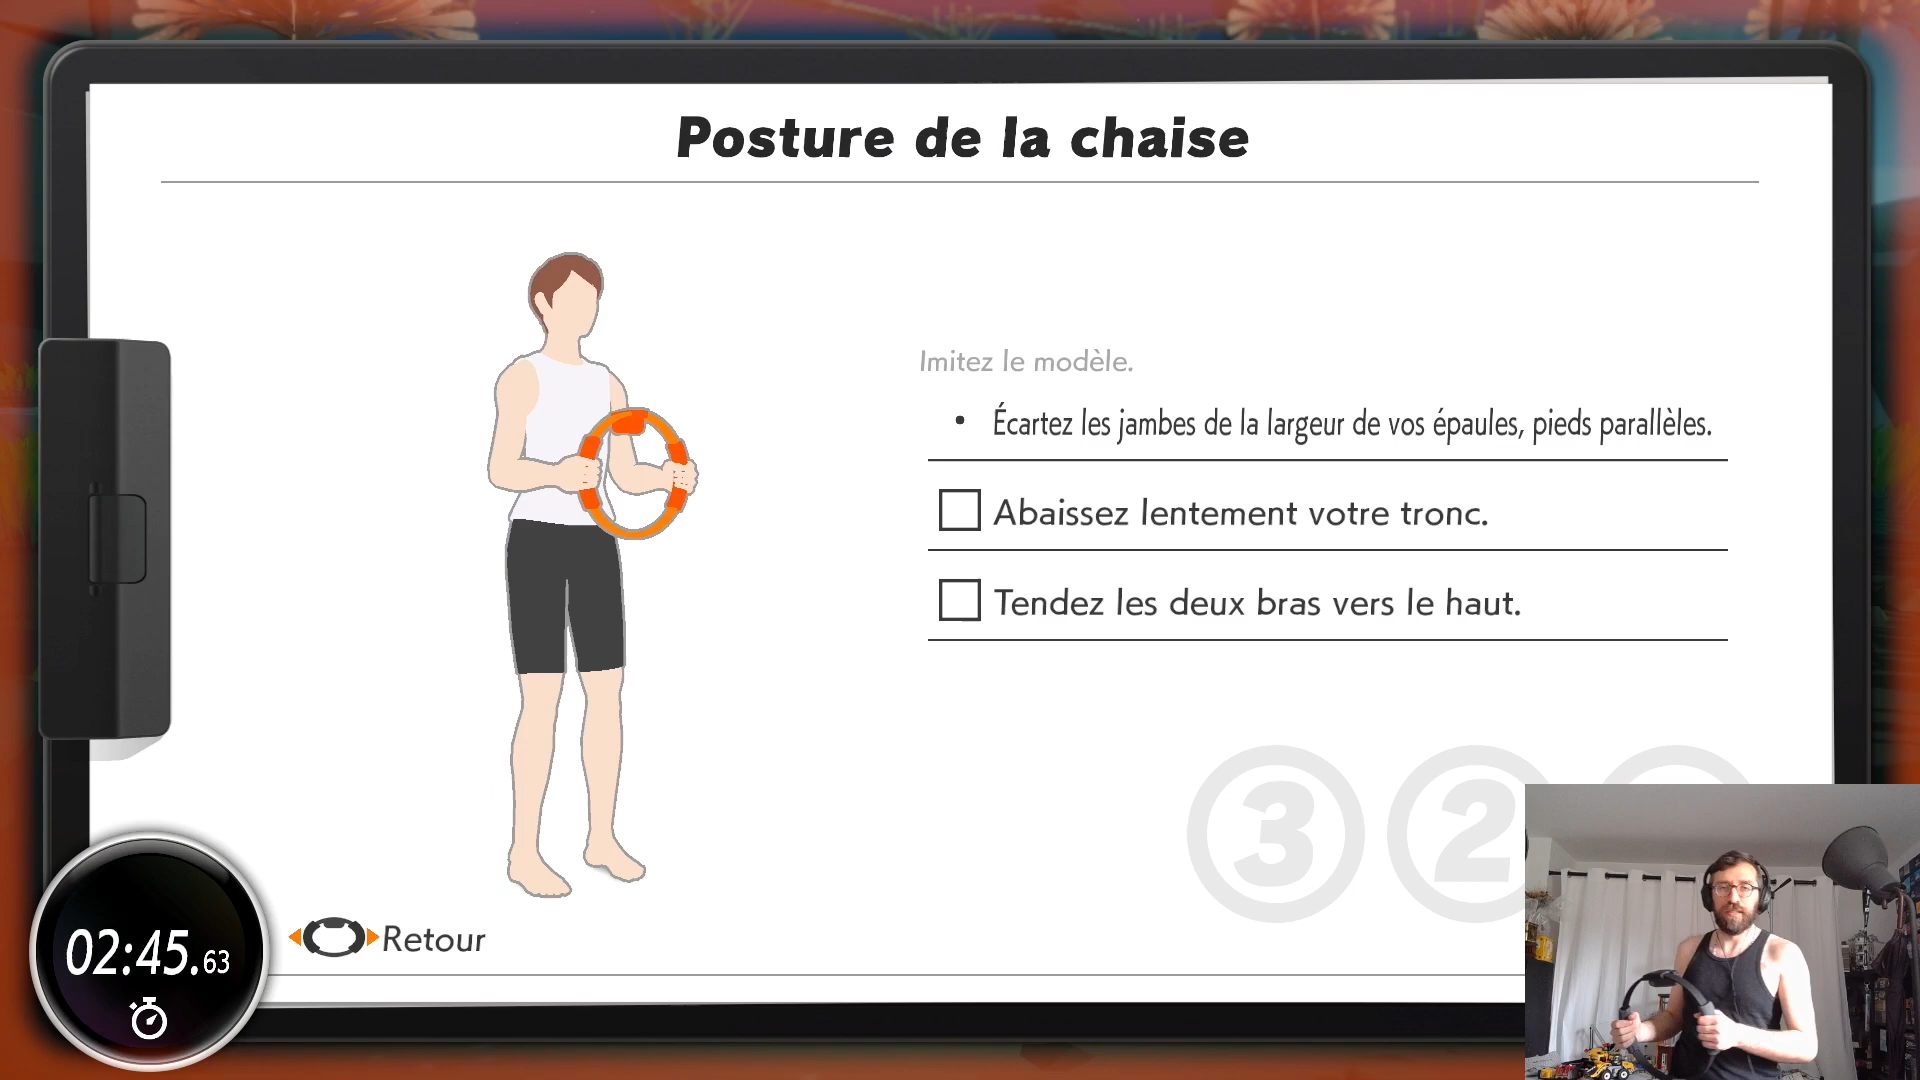 Posture de la chaise
Imitez le modèle.
• Écartez les jambes de la largeur de vos épaules, pieds parallèles.
Abaissez lentement votre tronc.
Tendez les deux bras vers le haut.
3 2
Retour
02:45.63